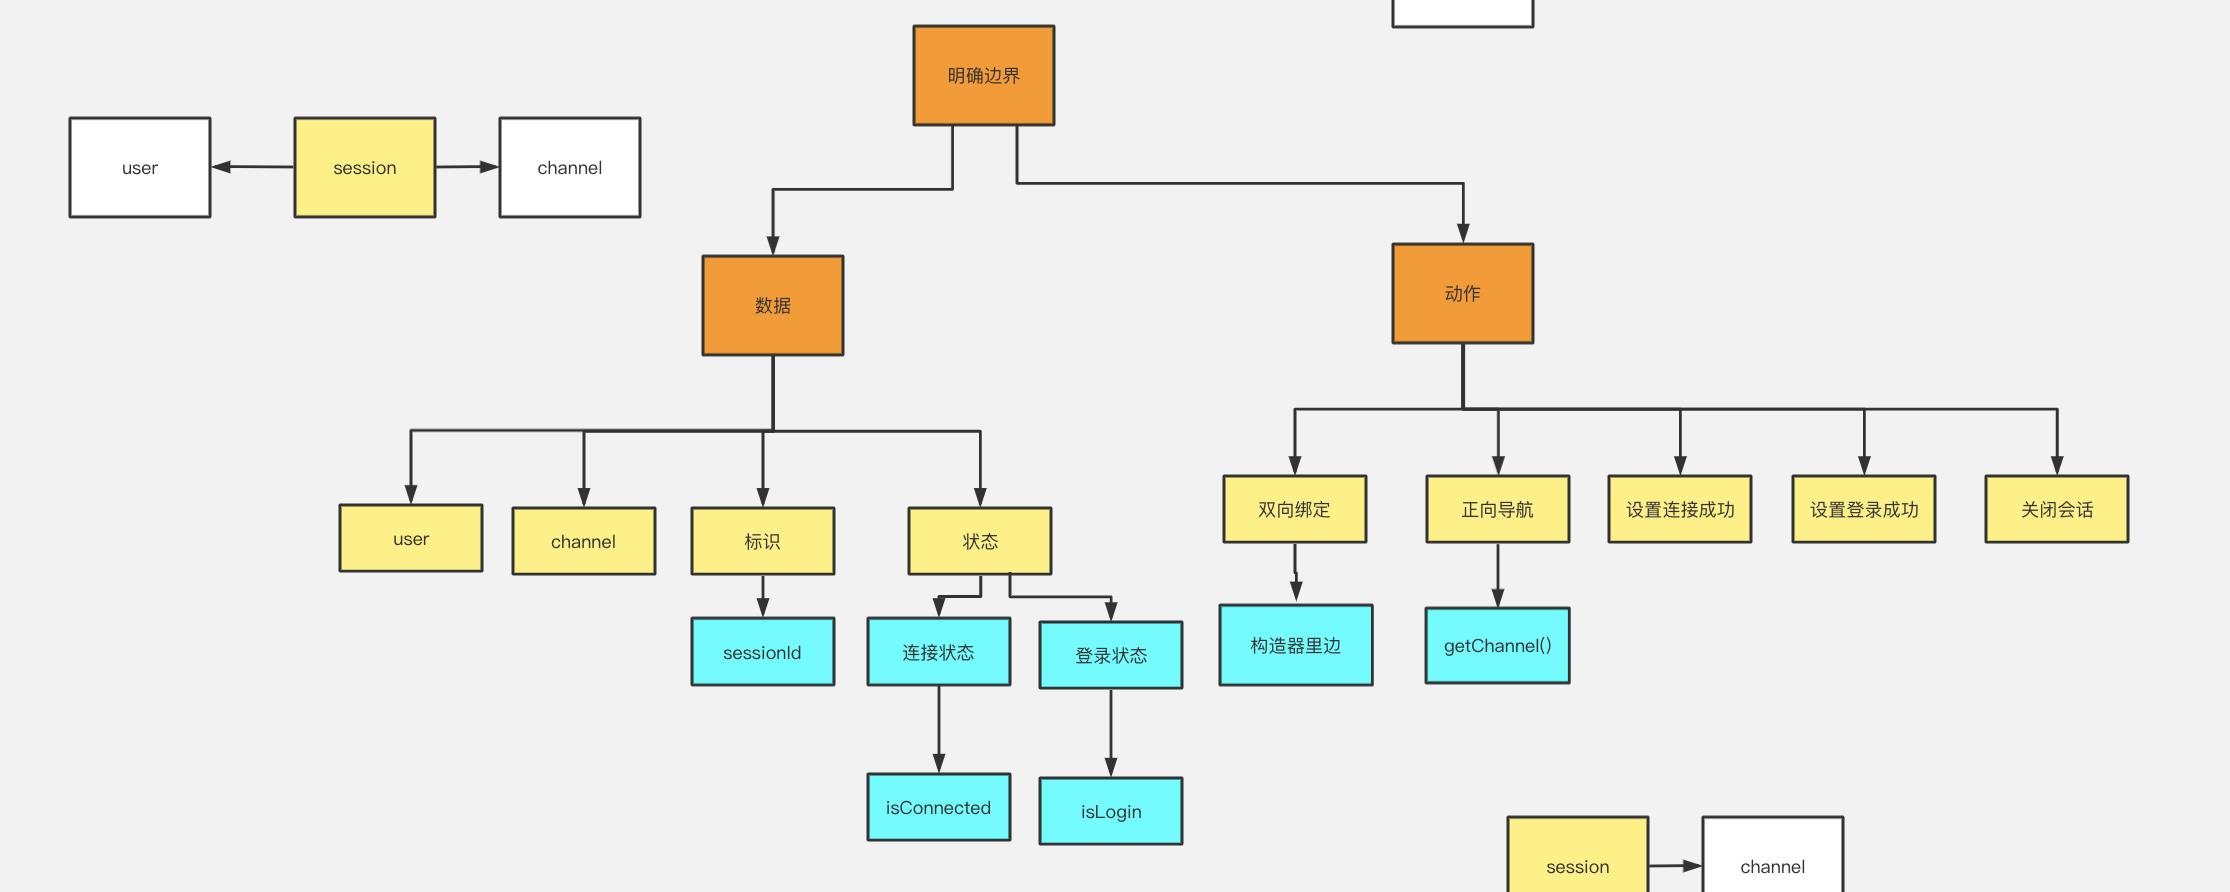 明确边界
user
session
channel
数据
动作
user
channel
标识
状态
双向绑定
正向导航
设置连接成功
设置登录成功
关闭会话
sessionId
连接状态
登录状态
构造器里边
getChannel()
isConnected
isLogin
session
channel